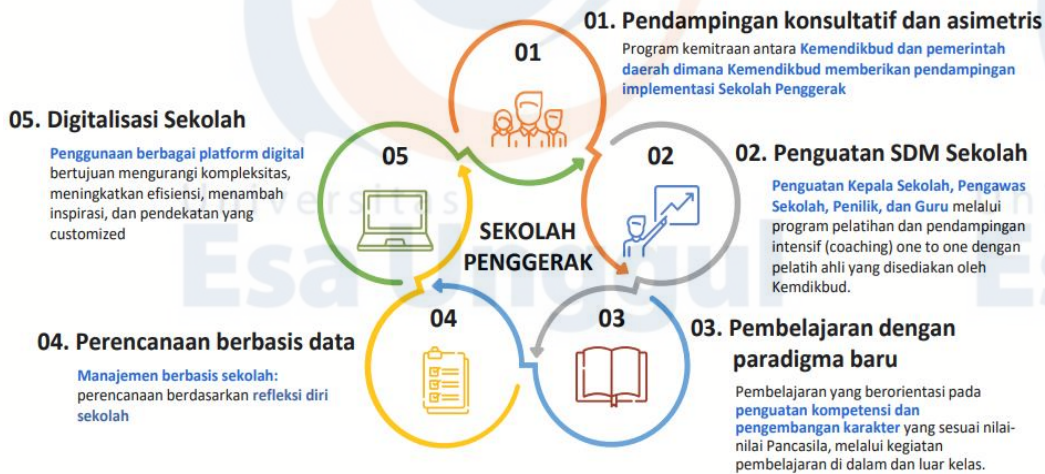 01. Pendampingan konsultatif dan asimetris
Program kemitraan antara Kemendikbud dan pemerintah
daerah dimana Kemendikbud memberikan pendampingan
implementasi Sekolah Penggerak
02. Penguatan SDM Sekolah
Penguatan Kepala Sekolah, Pengawas
Sekolah, Penilik, dan Guru melalui
program pelatihan dan pendampingan
intensif (coaching) one to one dengan
pelatih ahli yang disediakan oleh
Kemdikbud.
03. Pembelajaran dengan
paradigma baru
Pembelajaran yang berorientasi pada
penguatan kompetensi dan
pengembangan karakter yang sesuai nilai-
nilai Pancasila, melalui kegiatan
pembelajaran di dalam dan luar kelas.
04. Perencanaan berbasis data
Manajemen berbasis sekolah:
perencanaan berdasarkan refleksi diri
sekolah
05. Digitalisasi Sekolah
Penggunaan berbagai platform digital
bertujuan mengurangi kompleksitas,
meningkatkan efisiensi, menambah
inspirasi, dan pendekatan yang
customized
01
02
03
04
05
SEKOLAH
PENGGERAK
Universitas
Esa Unggul
Un
Es